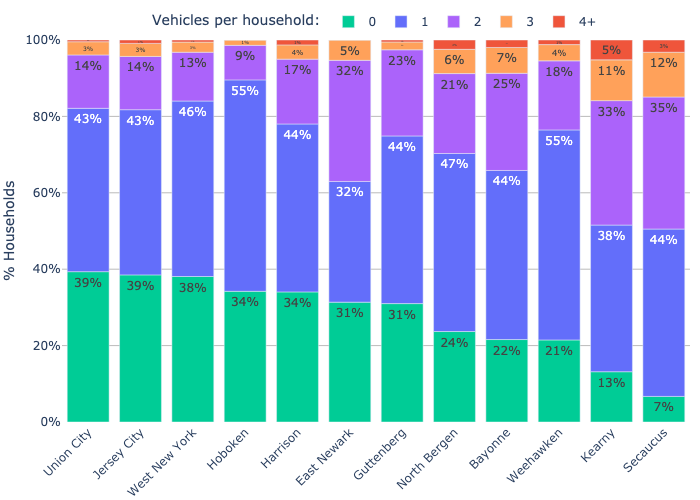 Vehicles per household: 0 1 2 3 4+
% Households
100%
80%
60%
40%
20%
0%
3% 3% 5% 5% 3%
3% 4% 6% 7% 4% 11% 12%
14% 14% 13% 9% 17% 32% 23% 21% 25% 18% 33% 35%
43% 43% 46% 55% 44% 32% 44% 47% 44% 55% 38% 44%
39% 39% 38% 34% 34% 31% 31% 24% 22% 21% 13% 7%
Union City
Jersey City
West New York
Hoboken
Harrison
East Newark
Guttenberg
North Bergen
Bayonne
Weehawken
Kearny
Secaucus